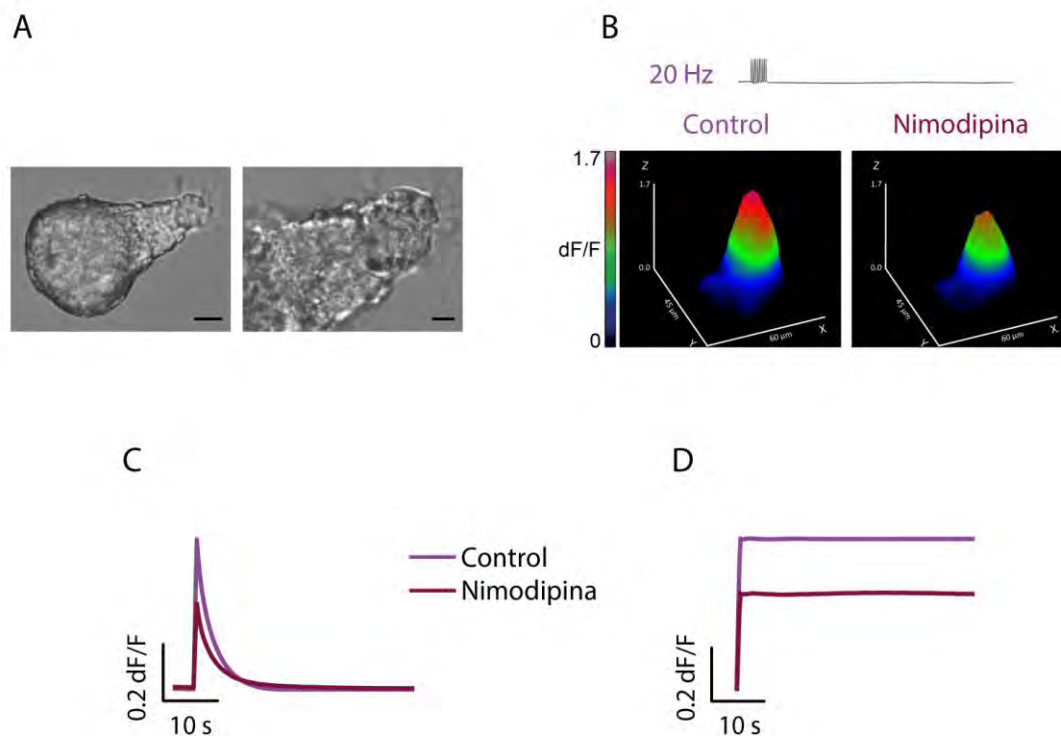 A
B
20 Hz
Control
Nimodipina
1.7
dF/F
0
Z
1.7
0.0
45 µm
Y
60 µm
X
Z
1.7
0.0
45 µm
Y
60 µm
X
C
Control
Nimodipina
0.2 dF/F
10 s
D
0.2 dF/F
10 s